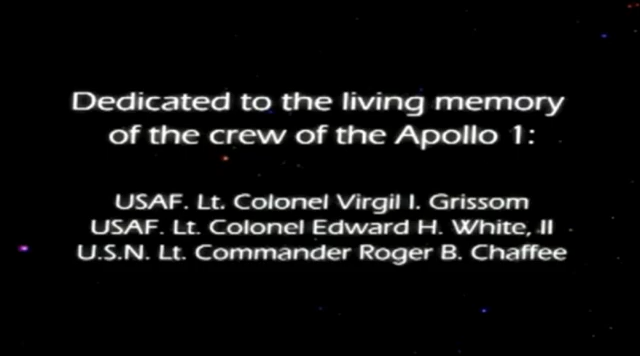 Dedicated to the living memory
of the crew of the Apollo 1:
USAF. Lt. Colonel Virgil I. Grissom
USAF. Lt. Colonel Edward H. White, II
U.S.N. Lt. Commander Roger B. Chaffee